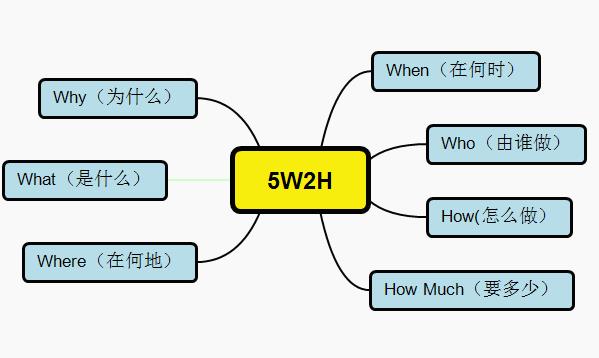 5W2H
Why（为什么）
What（是什么）
Where（在何地）
When（在何时）
Who（由谁做）
How(怎么做）
How Much（要多少）